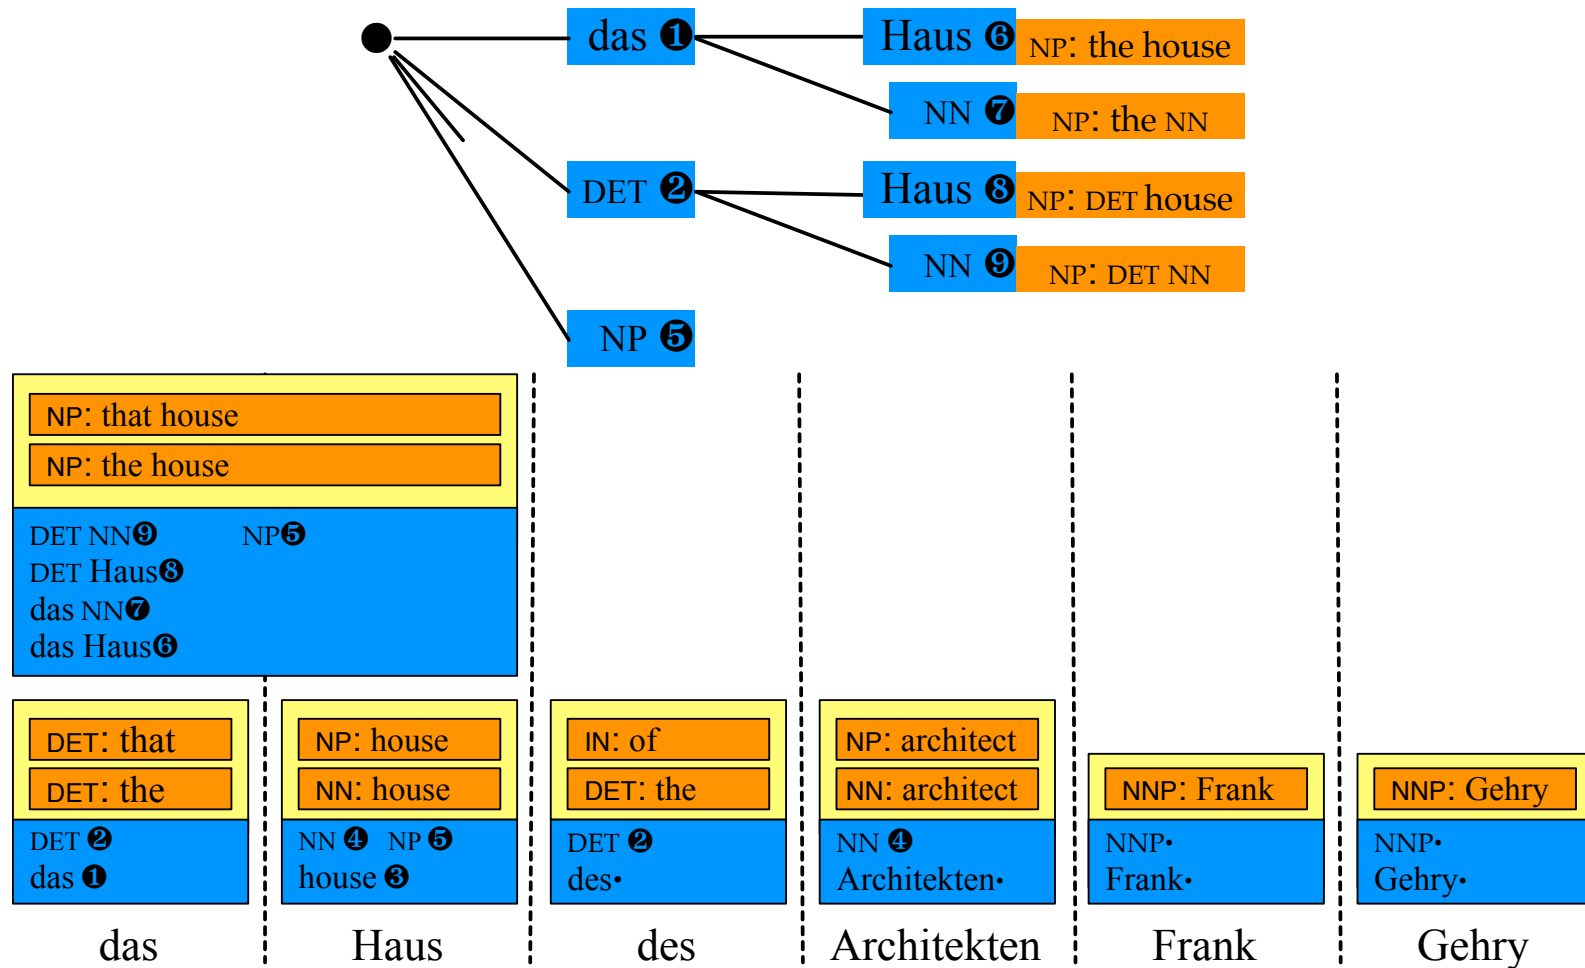 das ❶ Haus ❻ NP: the house
NN ❼ NP: the NN
DET ❷ Haus ❽ NP: DET house
NN ❾ NP: DET NN
NP ❺
NP: that house
NP: the house
DET NN❾ NP❺
DET Haus❽
das NN❼
das Haus❻
DET: that
DET: the
DET ❷
das ❶
NP: house
NN: house
NN ❹ NP ❺
house ❸
IN: of
DET: the
DET ❷
des•
NP: architect
NN: architect
NN ❹
Architekten•
NNP: Frank
NNP•
Frank•
NNP: Gehry
NNP•
Gehry•
das Haus des Architekten Frank Gehry